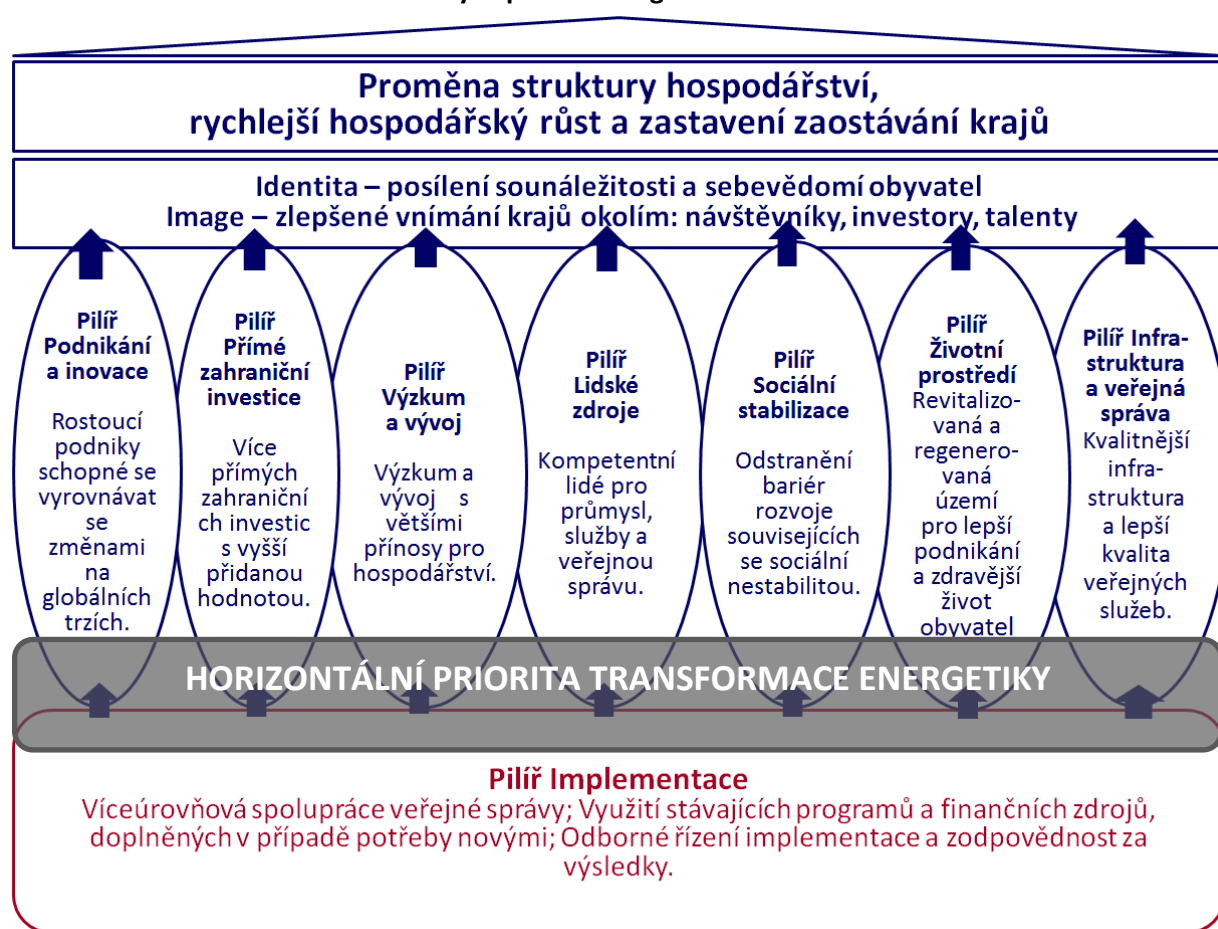 Proměna struktury hospodářství,
rychlejší hospodářský růst a zastavení zaostávání krajů
Identita – posílení sounáležitosti a sebevědomí obyvatel
Image – zlepšené vnímání krajů okolím: návštěvníky, investory, talenty
Pilíř
Podnikání
a inovace
Rostoucí
podniky
schopné se
vyrovnávat
se
změnami
na
globálních
trzích.
Pilíř
Přímé
zahraniční
investice
Více
přímých
zahraniční
ch investic
s vyšší
přidanou
hodnotou.
Pilíř
Výzkum
a vývoj
Výzkum a
vývoj s
většími
přínosy pro
hospodářství.
Pilíř
Lidské
zdroje
Kompetentní
lidé pro
průmysl,
služby a
veřejnou
správu.
Pilíř
Sociální
stabilizace
Odstranění
bariér
rozvoje
souvisejících
se sociální
nestabilitou.
Pilíř
Životní
prostředí
Revitalizo-
vaná a
regenero-
vaná
území
pro lepší
podnikání
a zdravější
život
obyvatel
Pilíř Infra-
struktura
a veřejná
správa
Kvalitnější
infra-
struktura
a lepší
kvalita
veřejných
služeb.
HORIZONTÁLNÍ PRIORITA TRANSFORMACE ENERGETIKY
Pilíř Implementace
Víceúrovňová spolupráce veřejné správy; Využití stávajících programů a finančních zdrojů,
doplněných v případě potřeby novými; Odborné řízení implementace a zodpovědnost za
výsledky.